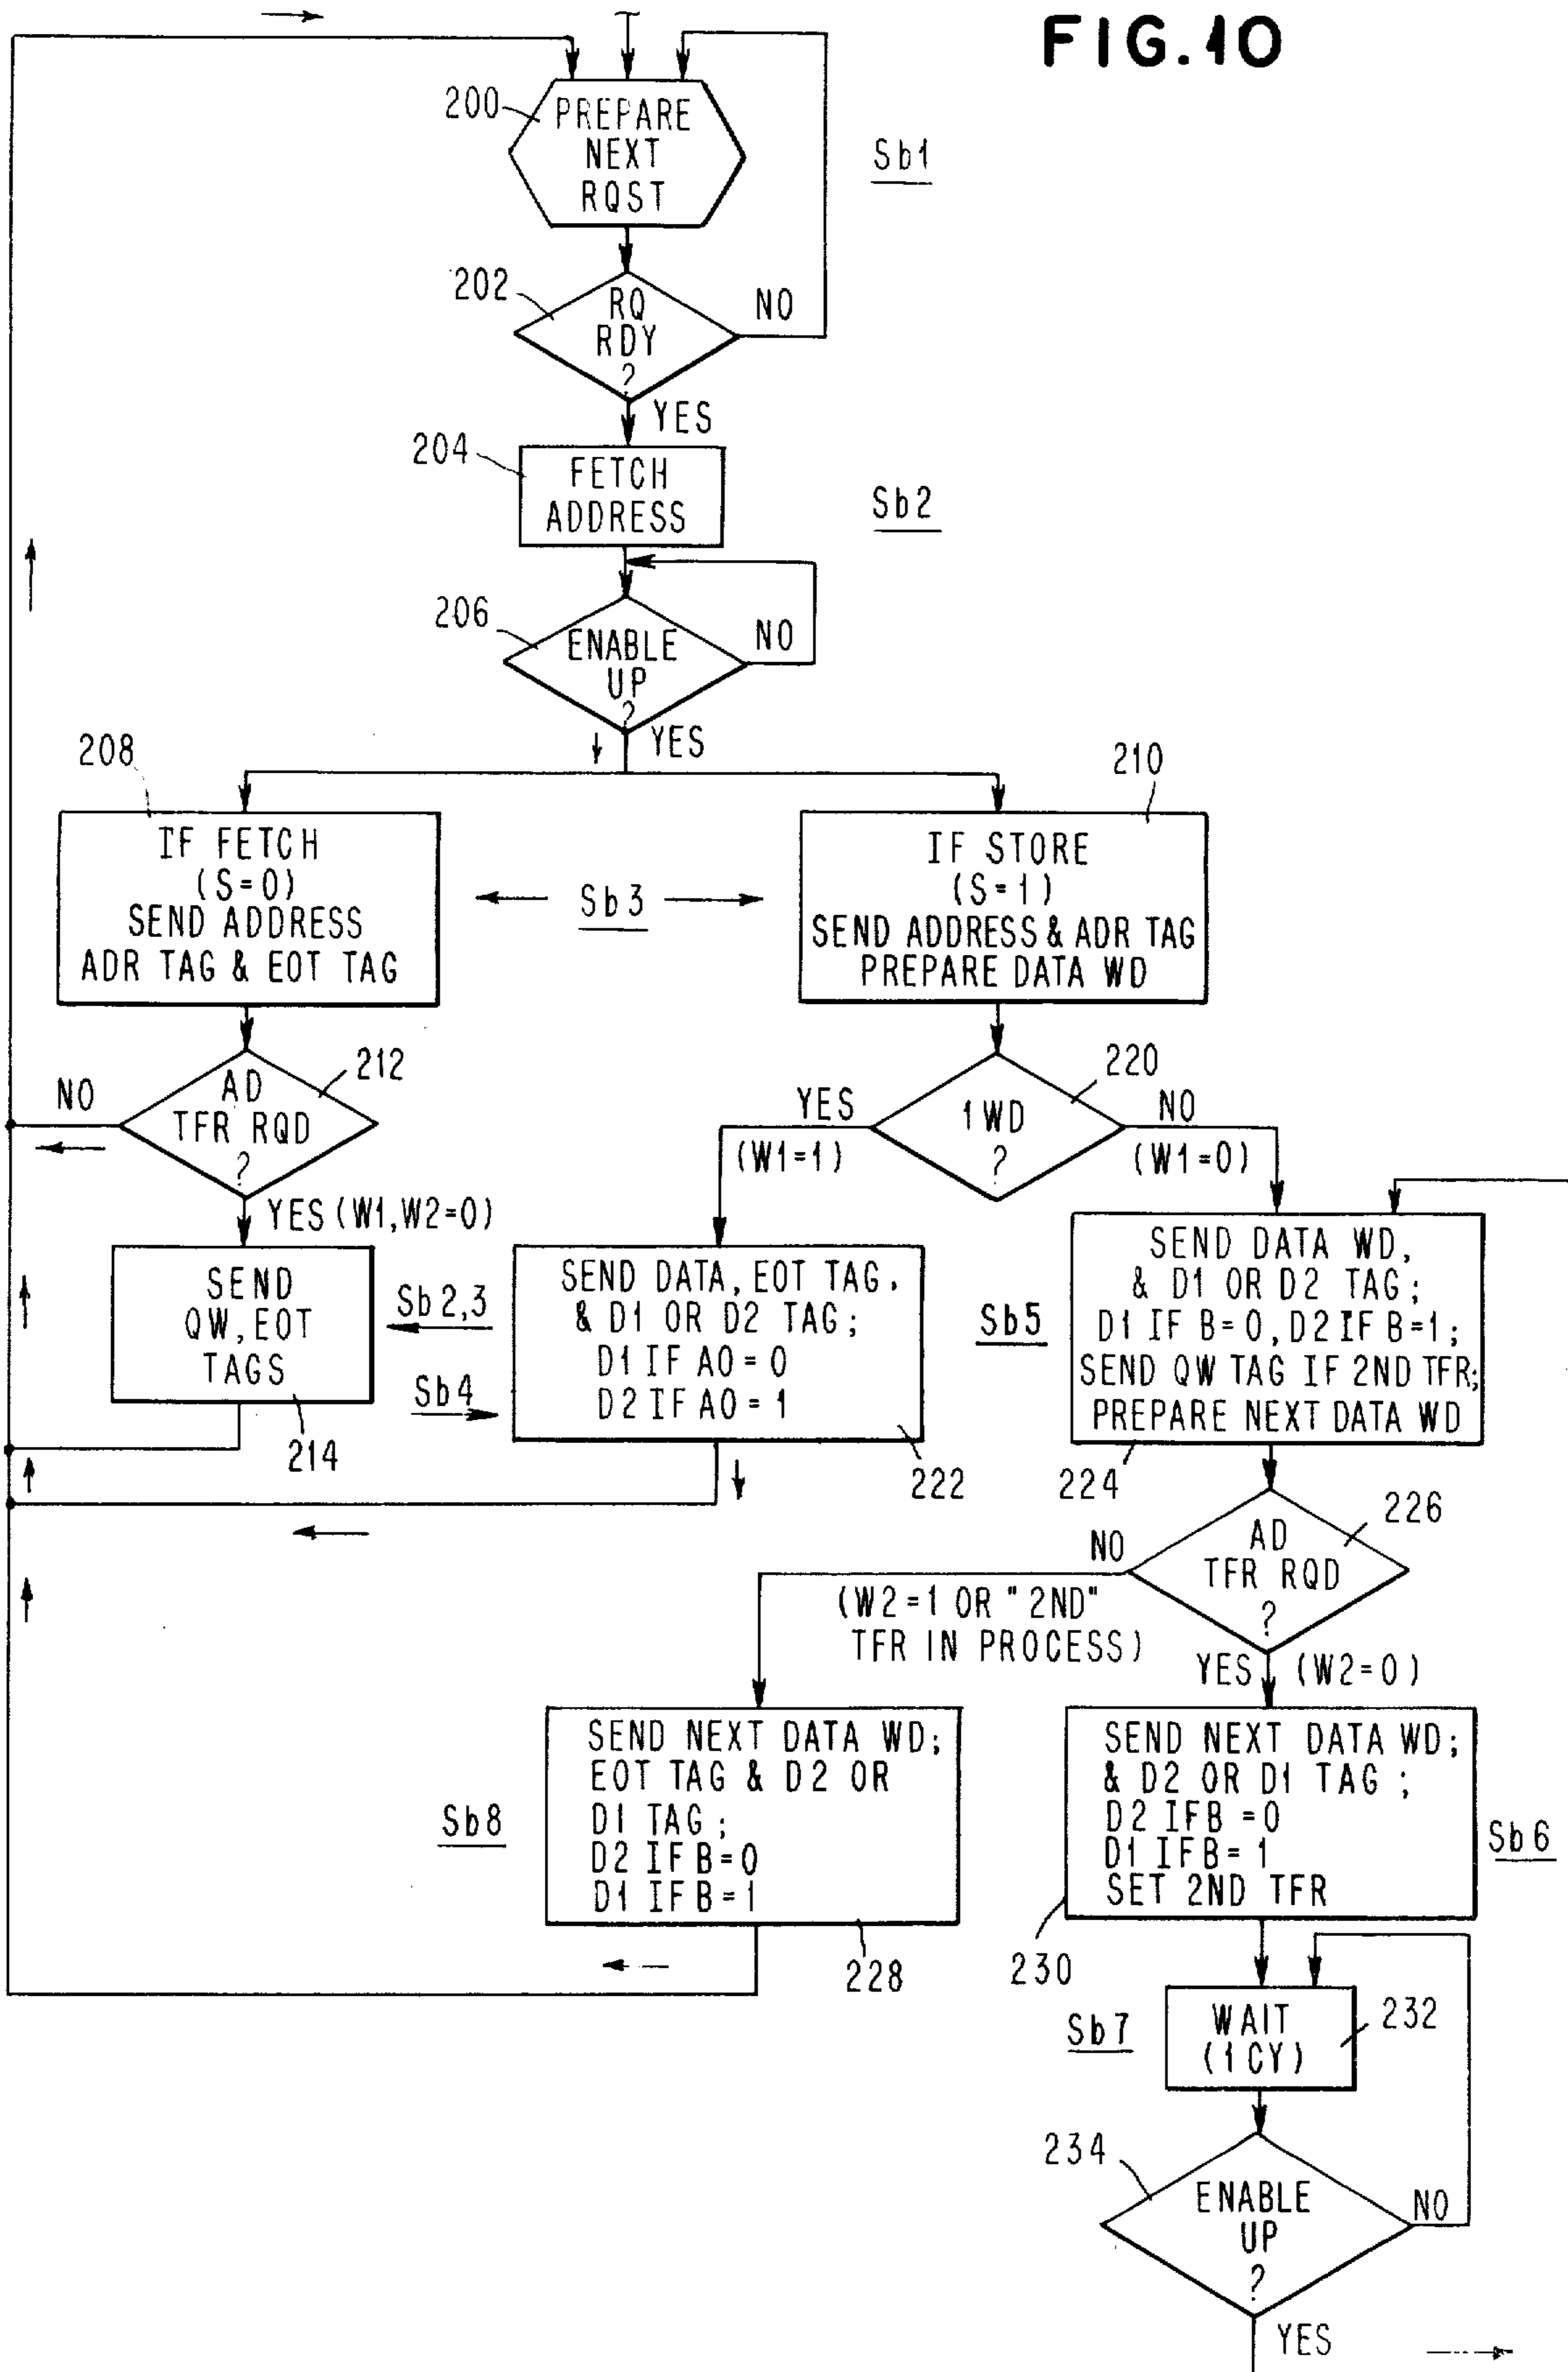 FIG.10
200
PREPARE
NEXT
RQST
Sb1
202
RQ
RDY
?
NO
YES
204
FETCH
ADDRESS
Sb2
206
ENABLE
UP
?
NO
YES
208
IF FETCH
(S=0)
SEND ADDRESS
ADR TAG & EOT TAG
Sb3
210
IF STORE
(S=1)
SEND ADDRESS & ADR TAG
PREPARE DATA WD
212
AD
TFR RQD
?
NO
YES (W1,W2=0)
220
1 WD
?
YES
(W1=1)
NO
(W1=0)
SEND
QW, EOT
TAGS
214
Sb2,3
Sb4
SEND DATA, EOT TAG,
& D1 OR D2 TAG;
D1 IF A0=0
D2 IF A0=1
222
Sb5
SEND DATA WD,
& D1 OR D2 TAG;
D1 IF B=0, D2 IF B=1;
SEND QW TAG IF 2ND TFR;
PREPARE NEXT DATA WD
224
226
AD
TFR RQD
?
NO
(W2=1 OR "2ND"
TFR IN PROCESS)
YES (W2=0)
Sb8
SEND NEXT DATA WD;
EOT TAG & D2 OR
D1 TAG;
D2 IF B=0
D1 IF B=1
228
SEND NEXT DATA WD;
& D2 OR D1 TAG;
D2 IF B=0
D1 IF B=1
SET 2ND TFR
Sb6
230
Sb7
WAIT
(1 CY)
232
234
ENABLE
UP
?
NO
YES